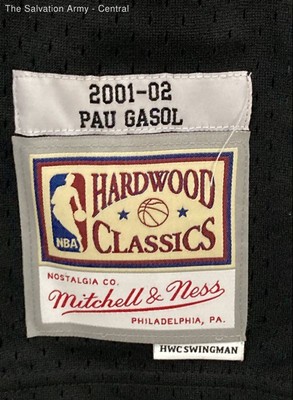 The Salvation Army - Central
2001-02
PAU GASOL
HARDWOOD
CLASSICS
NBA
NOSTALGIA CO.
Mitchell & Ness
PHILADELPHIA, PA.
HWC SWINGMAN